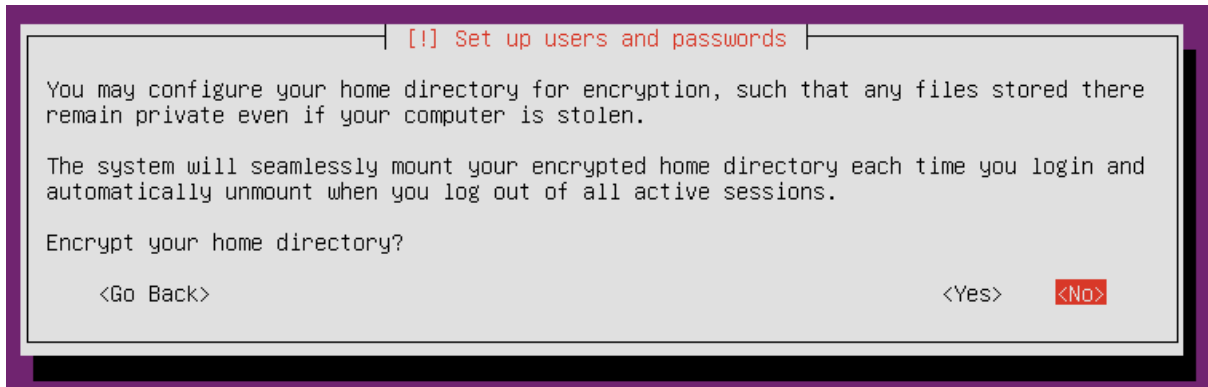 [!] Set up users and passwords
You may configure your home directory for encryption, such that any files stored there
remain private even if your computer is stolen.
The system will seamlessly mount your encrypted home directory each time you login and
automatically unmount when you log out of all active sessions.
Encrypt your home directory?
<Go Back> <Yes> <No>